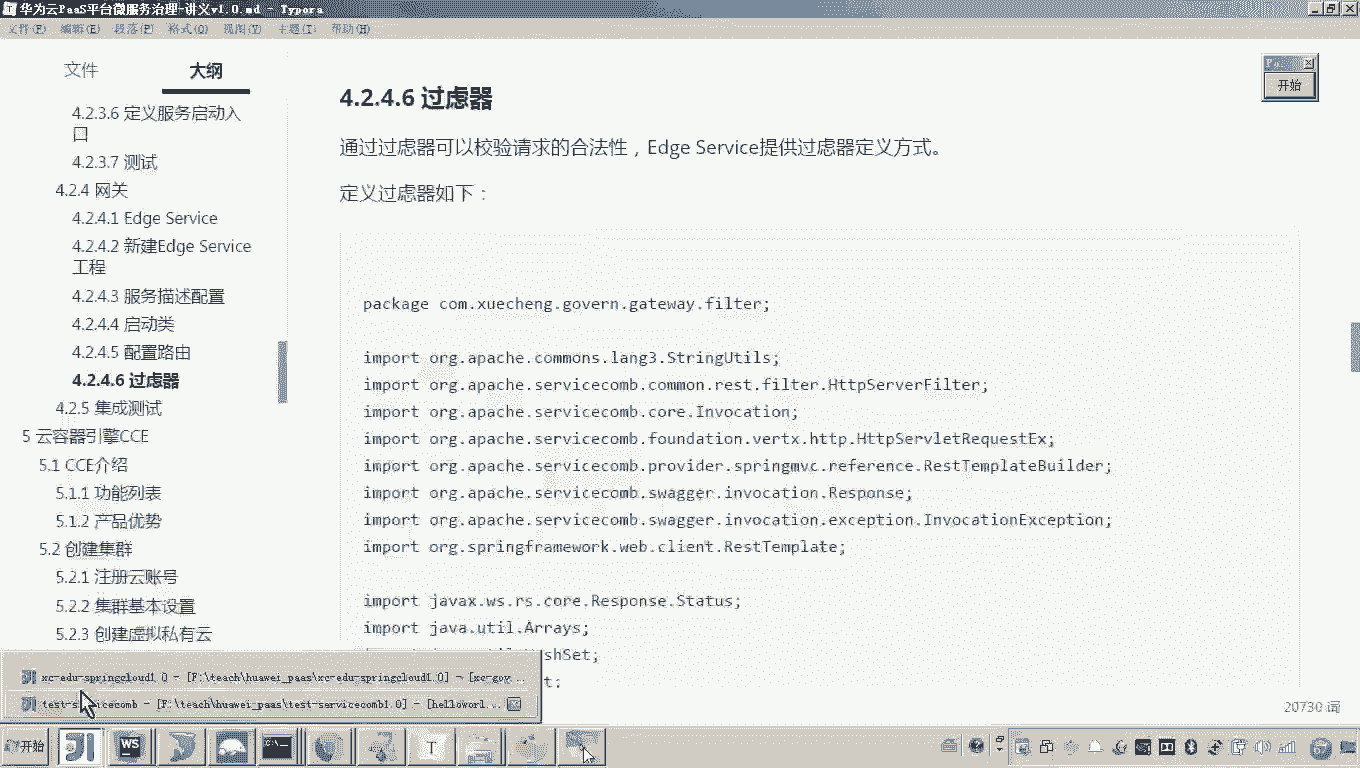 华为云PaaS平台微服务治理-讲义v1.0.md - Typora
文件(F) 编辑(E) 段落(P) 格式(O) 视图(V) 主题(T) 帮助(H)
文件 大纲
4.2.3.6 定义服务启动入
口
4.2.3.7 测试
4.2.4 网关
4.2.4.1 Edge Service
4.2.4.2 新建Edge Service
工程
4.2.4.3 服务描述配置
4.2.4.4 启动类
4.2.4.5 配置路由
4.2.4.6 过虑器
4.2.5 集成测试
5 云容器引擎CCE
5.1 CCE介绍
5.1.1 功能列表
5.1.2 产品优势
5.2 创建集群
5.2.1 注册云账号
5.2.2 集群基本设置
5.2.3 创建虚拟私有云
4.2.4.6 过虑器
通过过虑器可以校验请求的合法性，Edge Service提供过虑器定义方式。
定义过虑器如下：
package com.xuecheng.govern.gateway.filter;
import org.apache.commons.lang3.StringUtils;
import org.apache.servicecomb.common.rest.filter.HttpServerFilter;
import org.apache.servicecomb.core.Invocation;
import org.apache.servicecomb.foundation.vertx.http.HttpServletRequestEx;
import org.apache.servicecomb.provider.springmvc.reference.RestTemplateBuilder;
import org.apache.servicecomb.swagger.invocation.Response;
import org.apache.servicecomb.swagger.invocation.exception.InvocationException;
import org.springframework.web.client.RestTemplate;
import javax.ws.rs.core.Response.Status;
import java.util.Arrays;
shSet;
t;
开始
20730 词
xc-edu-springcloud1.0 - [F:\teach\huawei_paas\xc-edu-springcloud1.0] - [xc-gov...
- [F:\teach\huawei_paas\test-servicecomb1.0] - [helloworl...
开始
WS
T